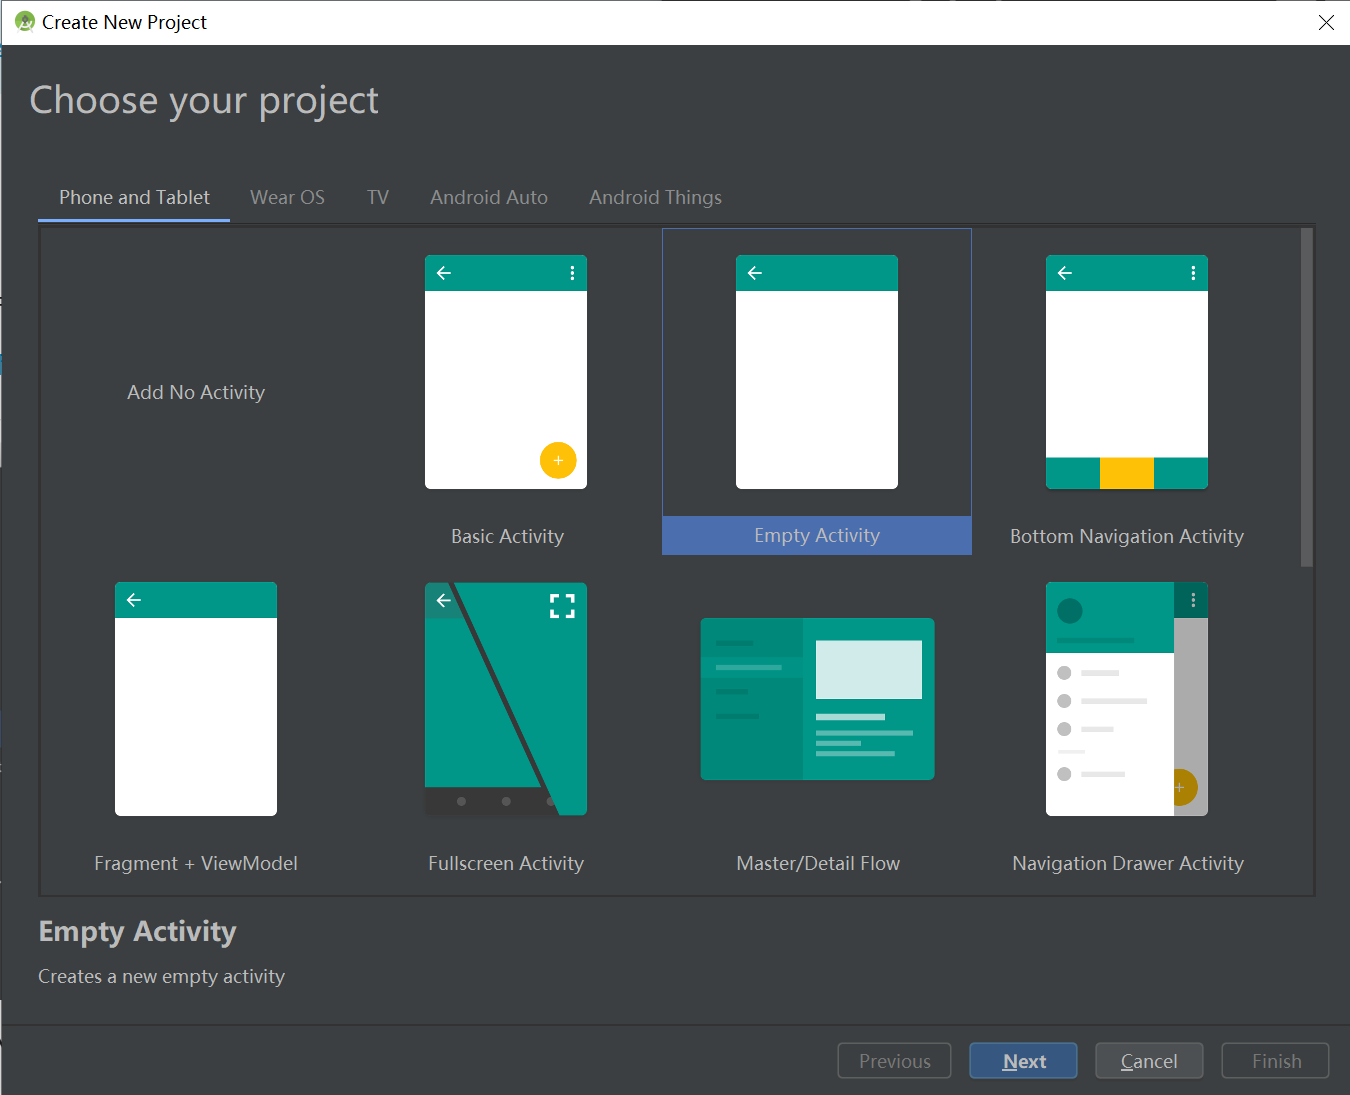 Create New Project
Choose your project
Phone and Tablet Wear OS TV Android Auto Android Things
Add No Activity
Basic Activity
Empty Activity
Bottom Navigation Activity
Fragment + ViewModel
Fullscreen Activity
Master/Detail Flow
Navigation Drawer Activity
Empty Activity
Creates a new empty activity
Previous Next Cancel Finish